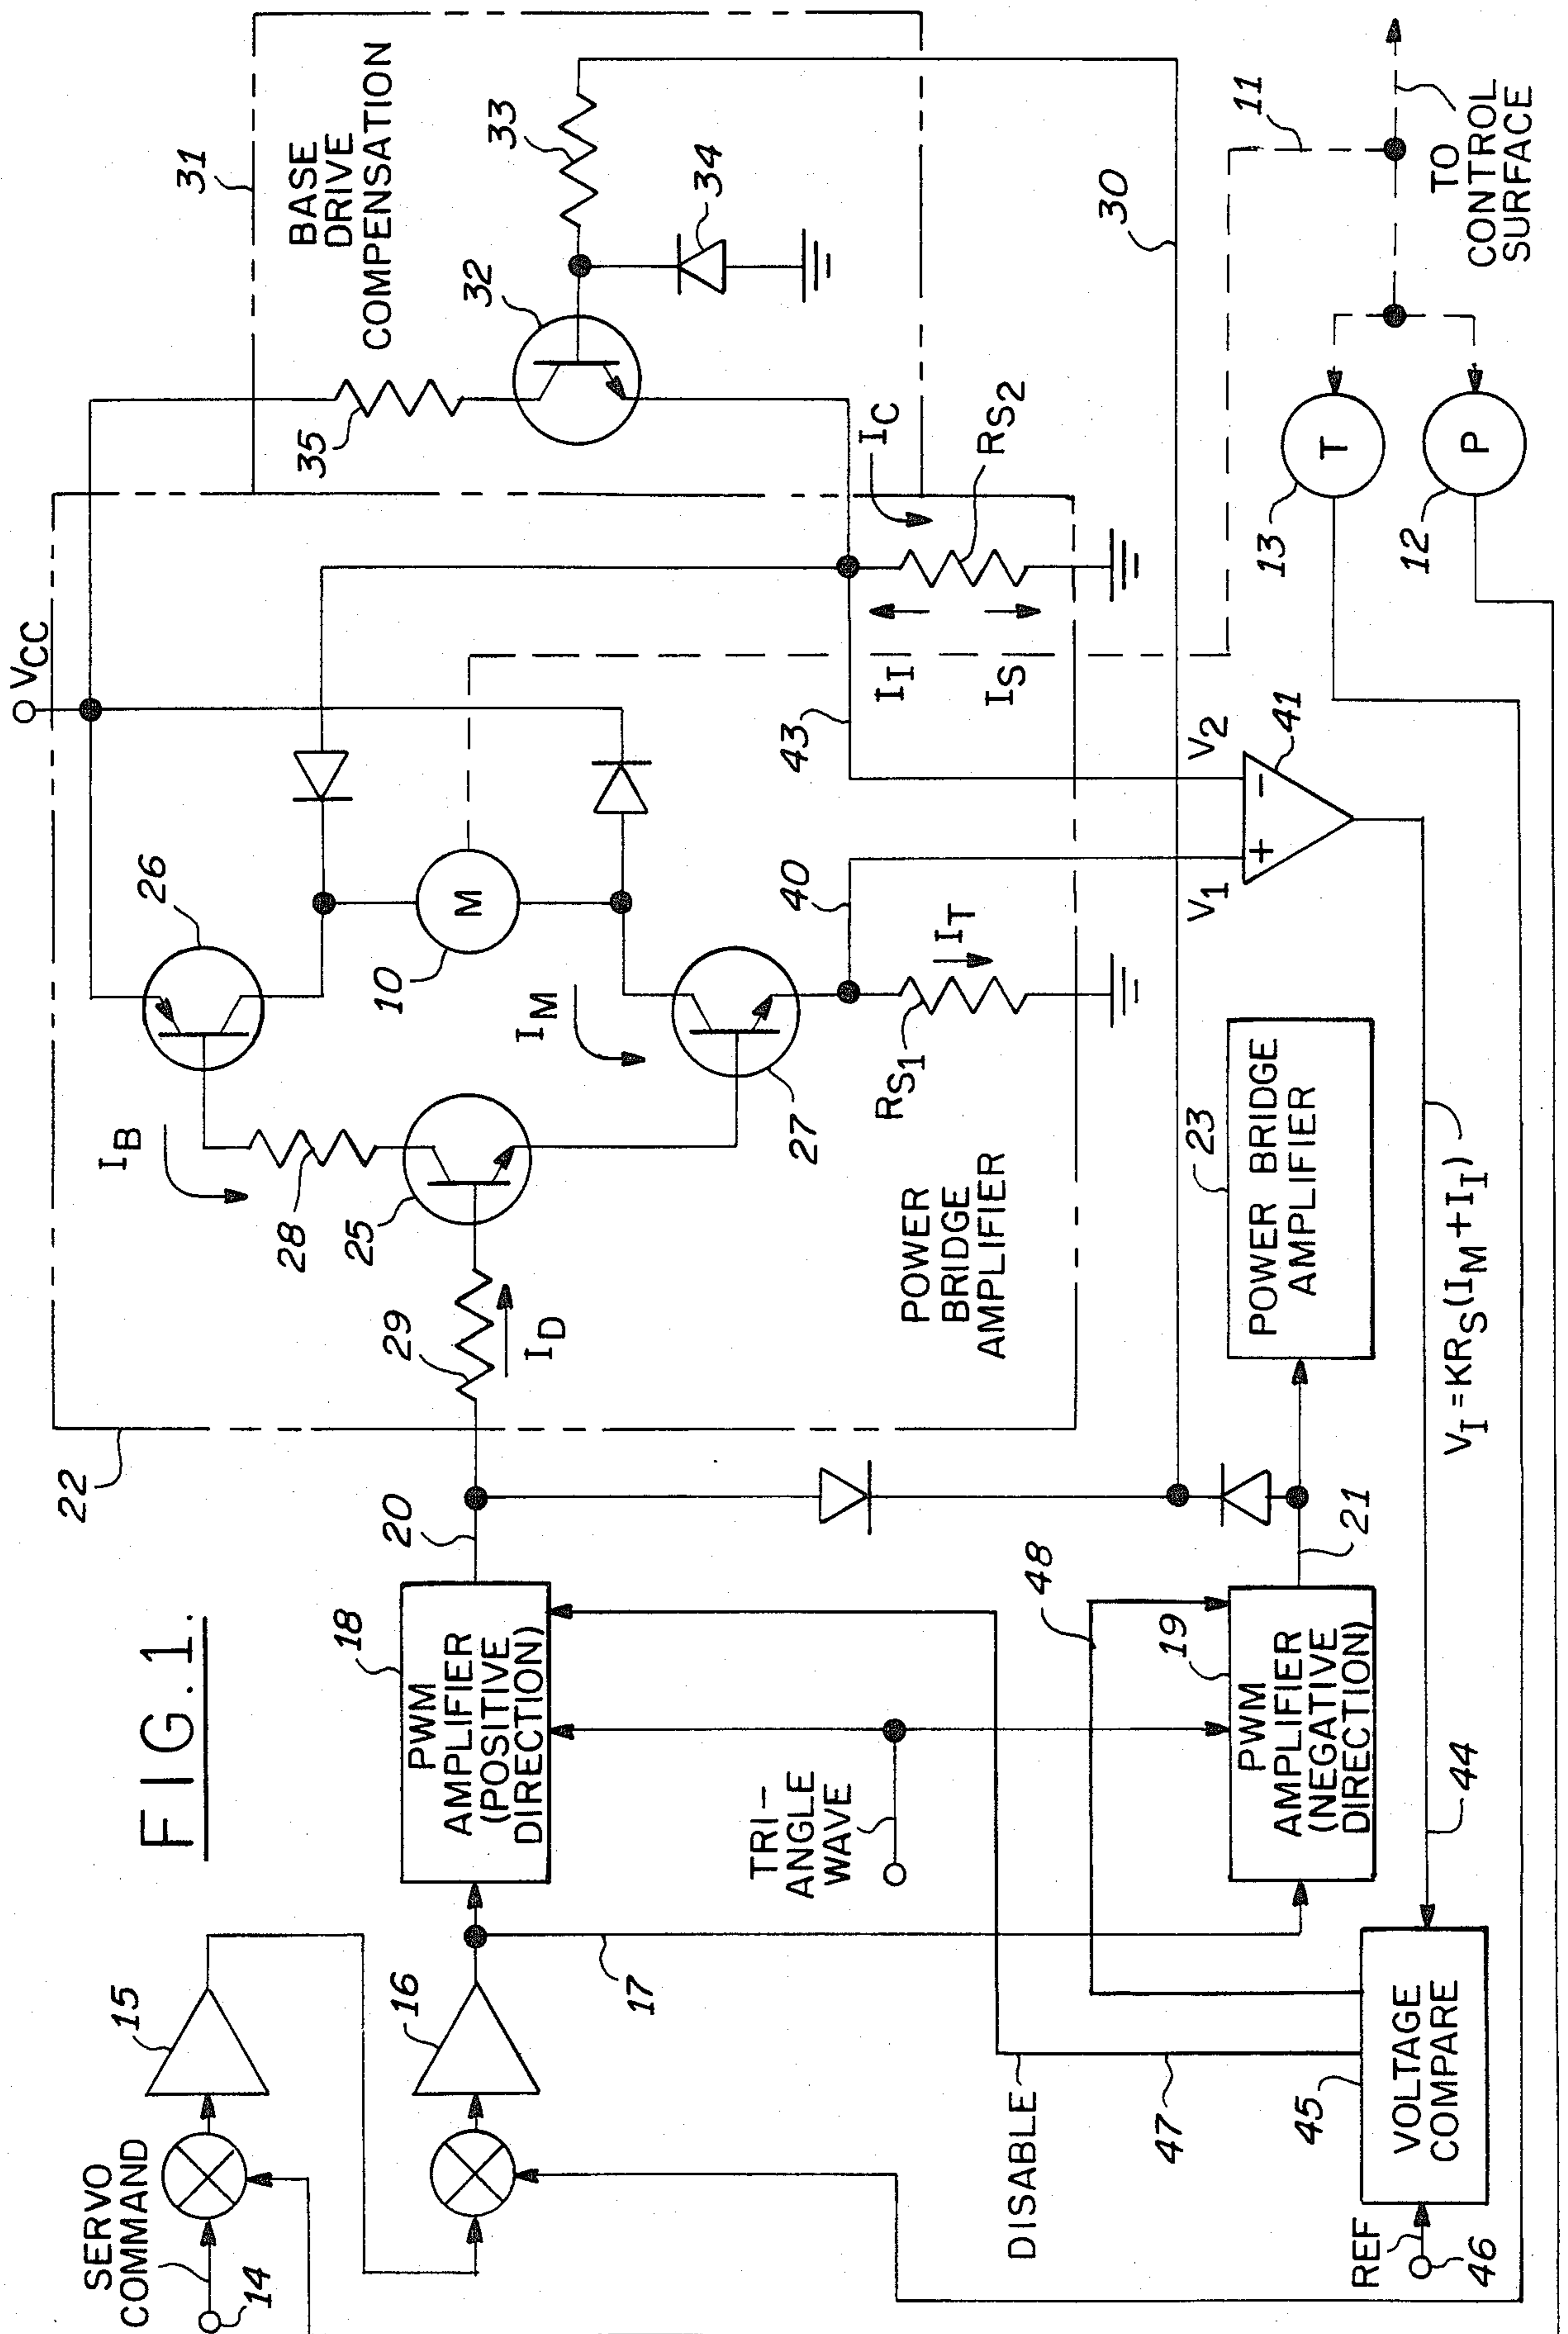 FIG.1.
SERVO
COMMAND
14
15
16
17
PWM
AMPLIFIER
(POSITIVE
DIRECTION)
18
20
TRI-
ANGLE
WAVE
PWM
AMPLIFIER
(NEGATIVE
DIRECTION)
19
21
48
DISABLE
47
VOLTAGE
COMPARE
45
REF
46
44
22
POWER
BRIDGE
AMPLIFIER
29
I_D
25
28
I_B
26
27
I_M
M
10
V_CC
R_S1
I_T
40
43
I_I
I_S
I_C
R_S2
V_1
V_2
+
−
41
V_I=KR_S(I_M+I_I)
POWER BRIDGE
AMPLIFIER
23
30
31
BASE
DRIVE
COMPENSATION
32
33
34
35
T
13
P
12
11
TO
CONTROL
SURFACE